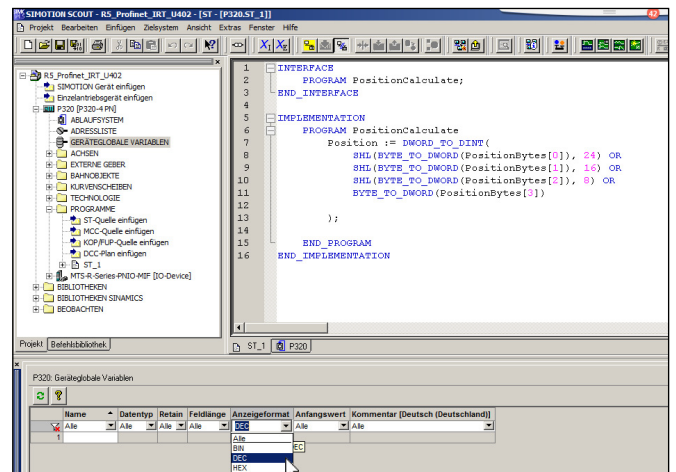 SIMOTION SCOUT - R5_Profinet_IRT_U402 - [ST - [P320.ST_1]]
42
Projekt Bearbeiten Einfügen Zielsystem Ansicht Extras Fenster Hilfe
R5_Profinet_IRT_U402
SIMOTION Gerät einfügen
Einzelantriebsgerät einfügen
P320 [P320-4 PN]
ABLAUFSYSTEM
ADRESSLISTE
GERÄTEGLOBALE VARIABLEN
ACHSEN
EXTERNE GEBER
BAHNOBJEKTE
KURVENSCHEIBEN
TECHNOLOGIE
PROGRAMME
ST-Quelle einfügen
MCC-Quelle einfügen
KOP/FUP-Quelle einfügen
DCC-Plan einfügen
ST_1
MTS-R-Series-PNIO-MIF [IO-Device]
BIBLIOTHEKEN
BIBLIOTHEKEN SINAMICS
BEOBACHTEN
Projekt Befehlsbibliothek
1 INTERFACE
2 PROGRAM PositionCalculate;
3 END_INTERFACE
4
5 IMPLEMENTATION
6 PROGRAM PositionCalculate
7 Position := DWORD_TO_DINT(
8 SHL(BYTE_TO_DWORD(PositionBytes[0]), 24) OR
9 SHL(BYTE_TO_DWORD(PositionBytes[1]), 16) OR
10 SHL(BYTE_TO_DWORD(PositionBytes[2]), 8) OR
11 BYTE_TO_DWORD(PositionBytes[3])
12
13 );
14
15 END_PROGRAM
16 END_IMPLEMENTATION
ST_1 P320
P320: Geräteglobale Variablen
Name Datentyp Retain Feldlänge Anzeigeformat Anfangswert Kommentar [Deutsch (Deutschland)]
Alle Alle Alle Alle DEC Alle Alle
1
Alle
BIN
DEC
HEX